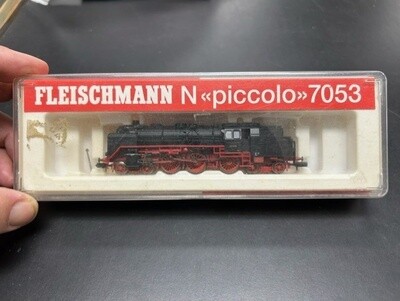 FLEISCHMANN N «piccolo» 7053